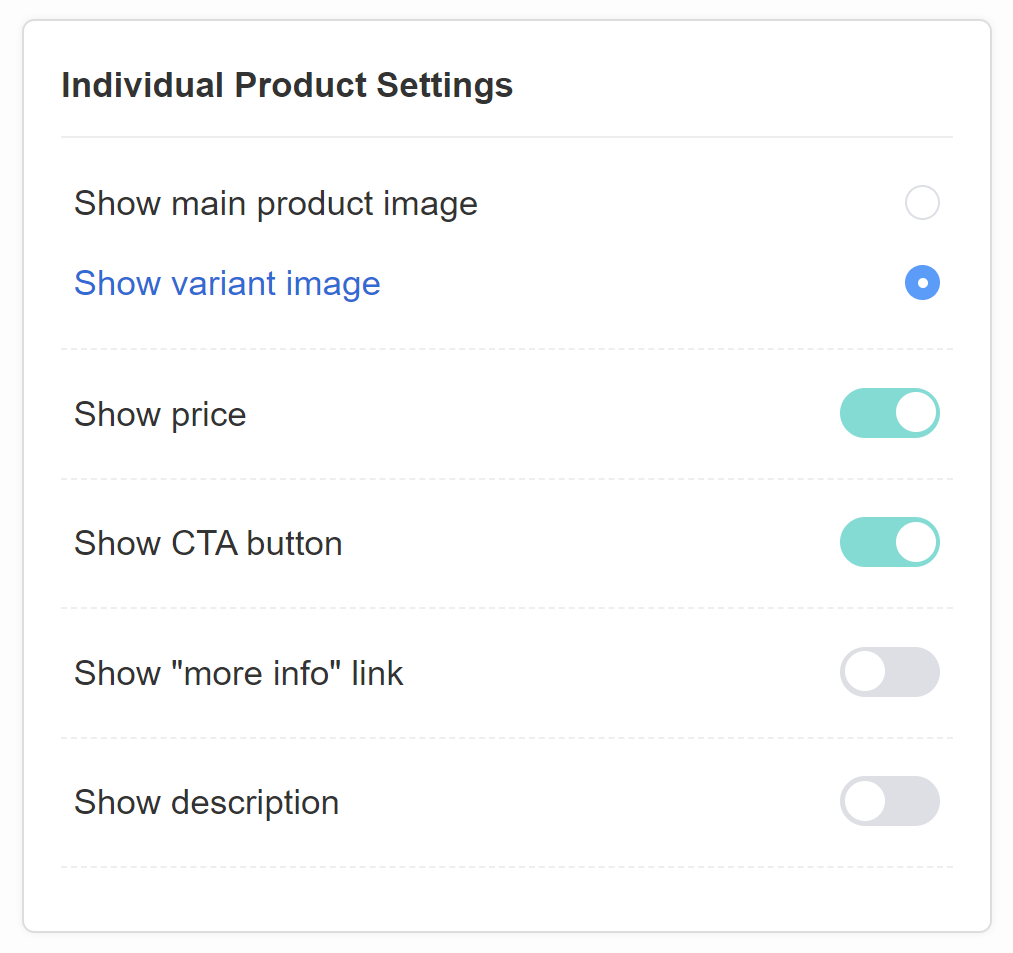 Individual Product Settings
Show main product image
Show variant image
Show price
Show CTA button
Show "more info" link
Show description